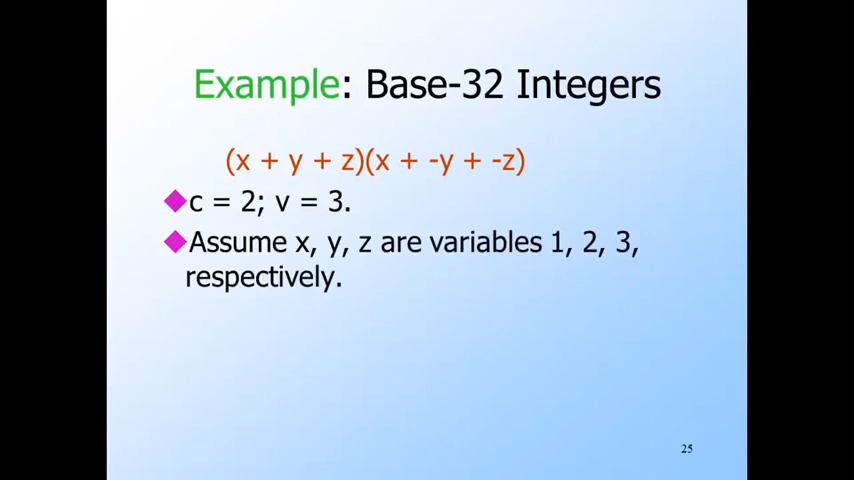 Example: Base-32 Integers
(x + y + z)(x + -y + -z)
c = 2; v = 3.
Assume x, y, z are variables 1, 2, 3,
respectively.
25